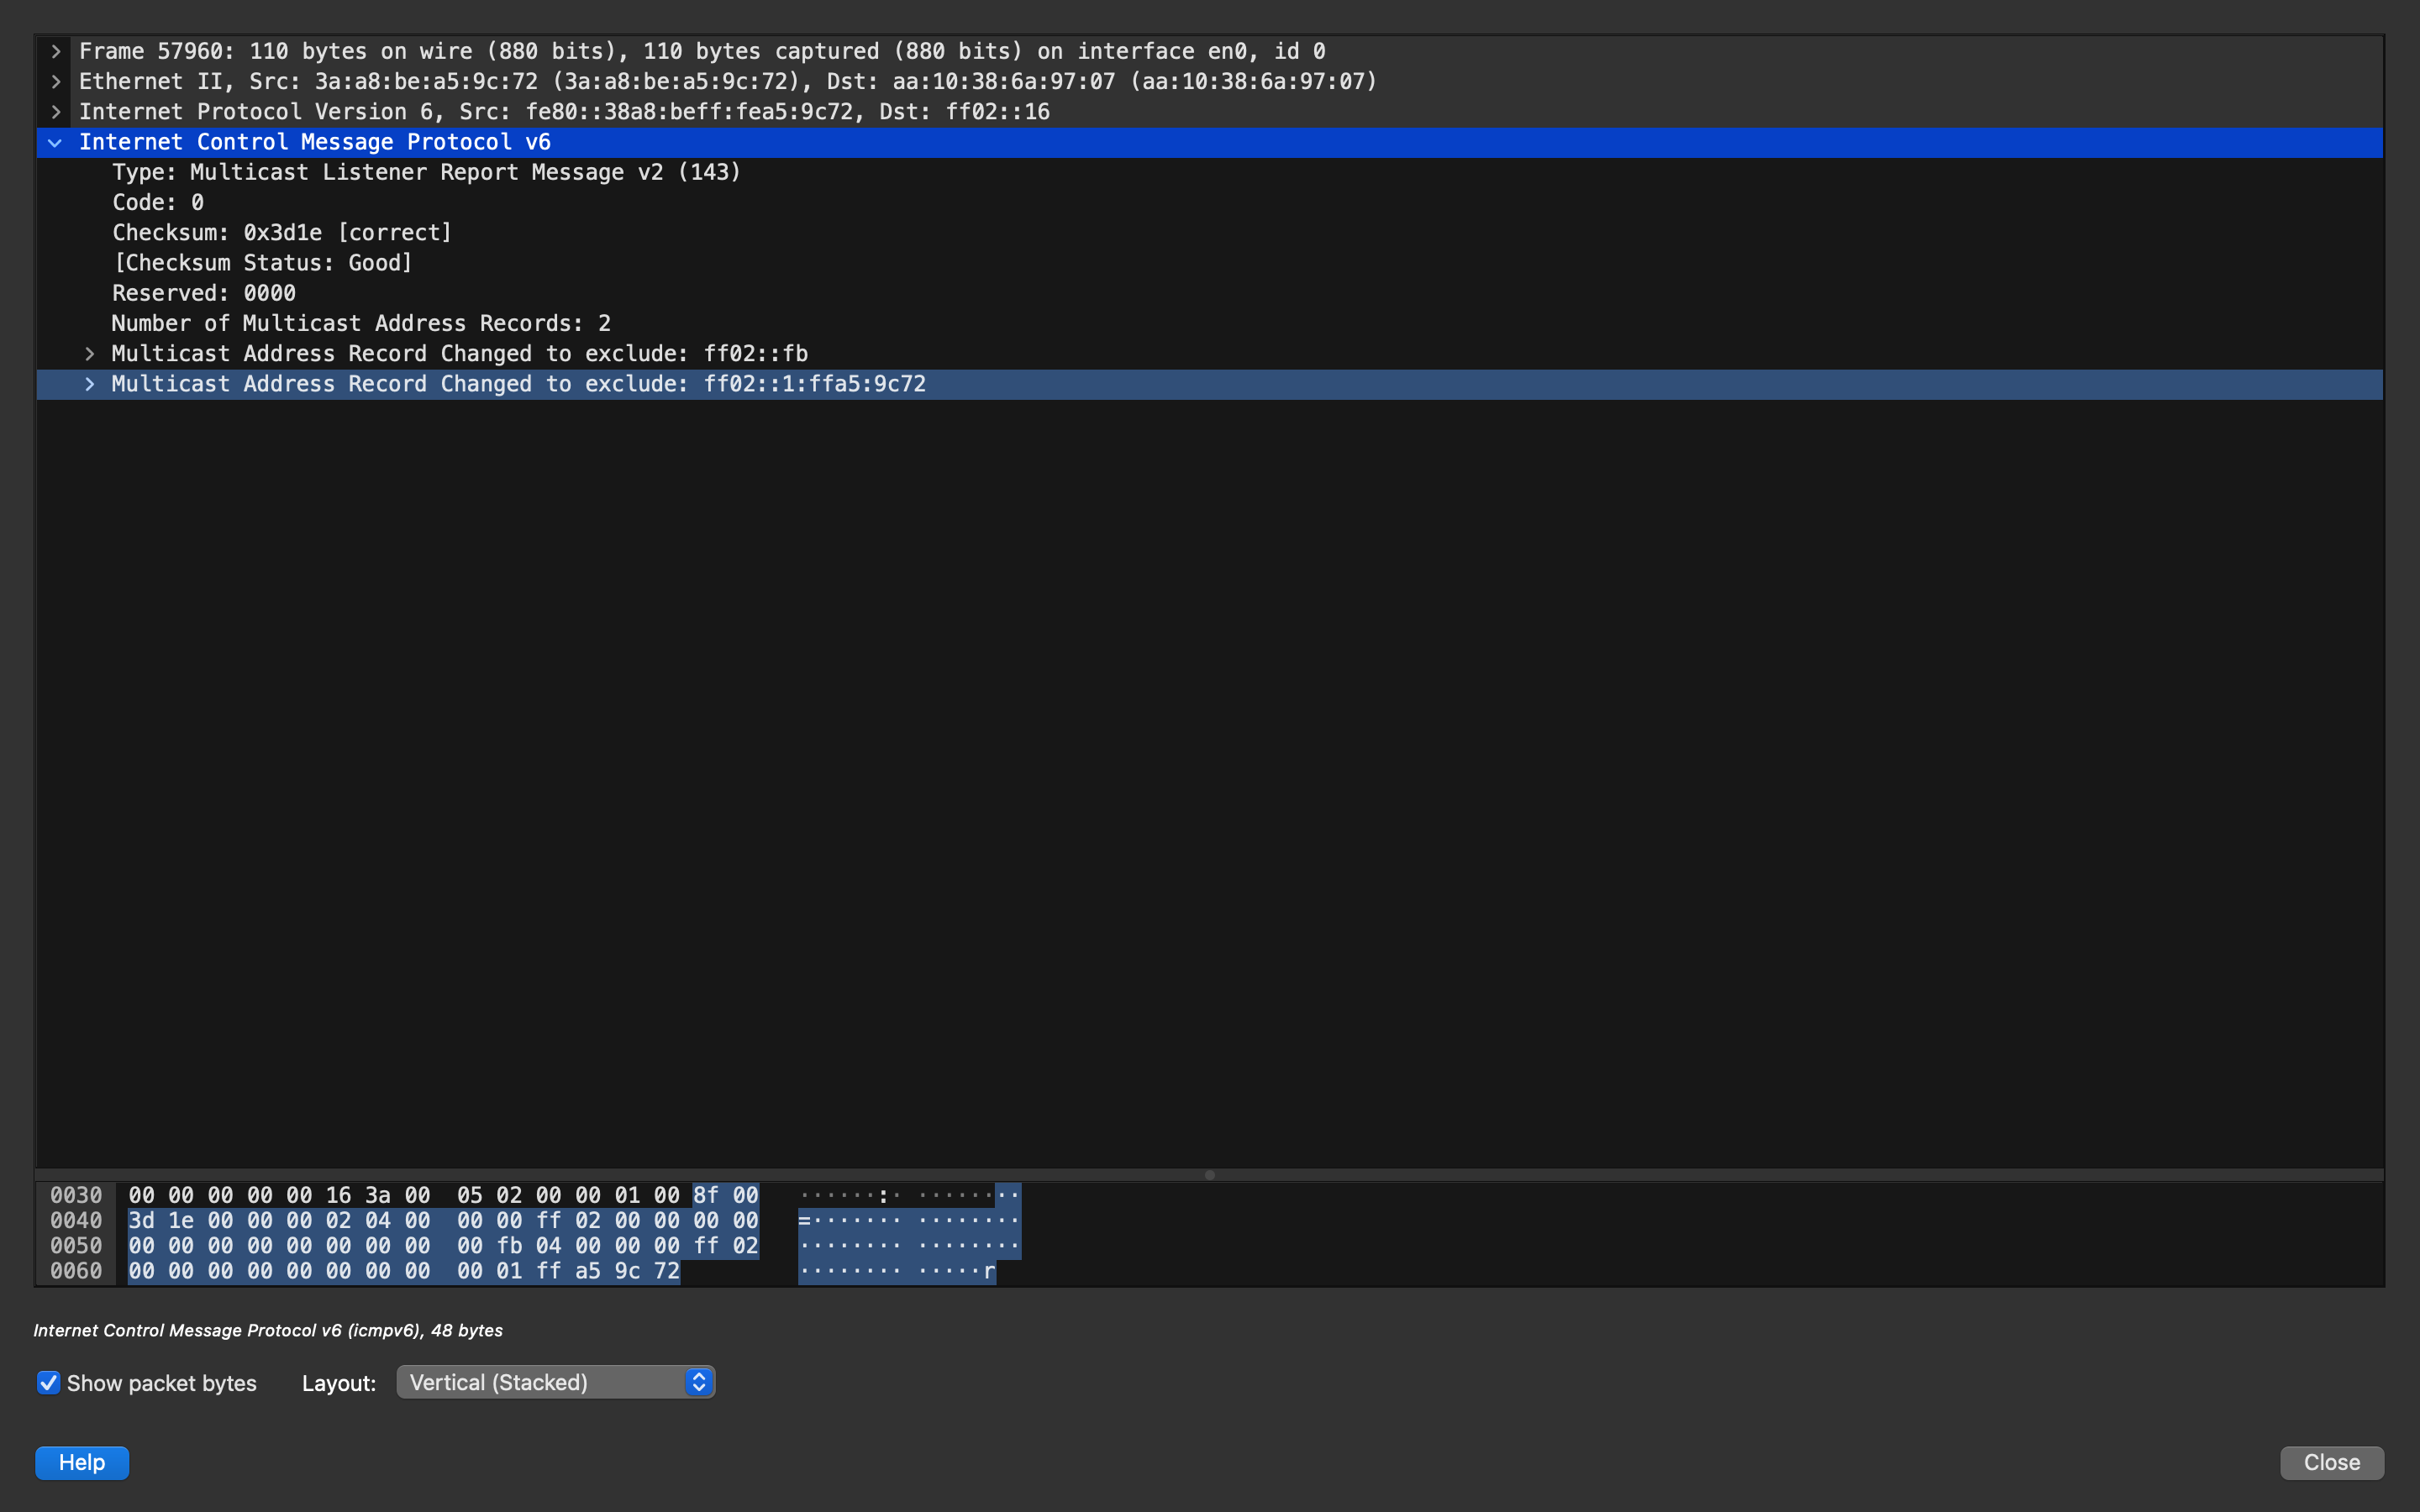 Frame 57960: 110 bytes on wire (880 bits), 110 bytes captured (880 bits) on interface en0, id 0
Ethernet II, Src: 3a:a8:be:a5:9c:72 (3a:a8:be:a5:9c:72), Dst: aa:10:38:6a:97:07 (aa:10:38:6a:97:07)
Internet Protocol Version 6, Src: fe80::38a8:beff:fea5:9c72, Dst: ff02::16
Internet Control Message Protocol v6
Type: Multicast Listener Report Message v2 (143)
Code: 0
Checksum: 0x3d1e [correct]
[Checksum Status: Good]
Reserved: 0000
Number of Multicast Address Records: 2
Multicast Address Record Changed to exclude: ff02::fb
Multicast Address Record Changed to exclude: ff02::1:ffa5:9c72
0030 00 00 00 00 00 16 3a 00 05 02 00 00 01 00 8f 00 ······:· ········
0040 3d 1e 00 00 00 02 04 00 00 00 ff 02 00 00 00 00 =······· ········
0050 00 00 00 00 00 00 00 00 00 fb 04 00 00 00 ff 02 ········ ········
0060 00 00 00 00 00 00 00 00 00 01 ff a5 9c 72 ········ ·····r
Internet Control Message Protocol v6 (icmpv6), 48 bytes
Show packet bytes Layout: Vertical (Stacked)
Help Close